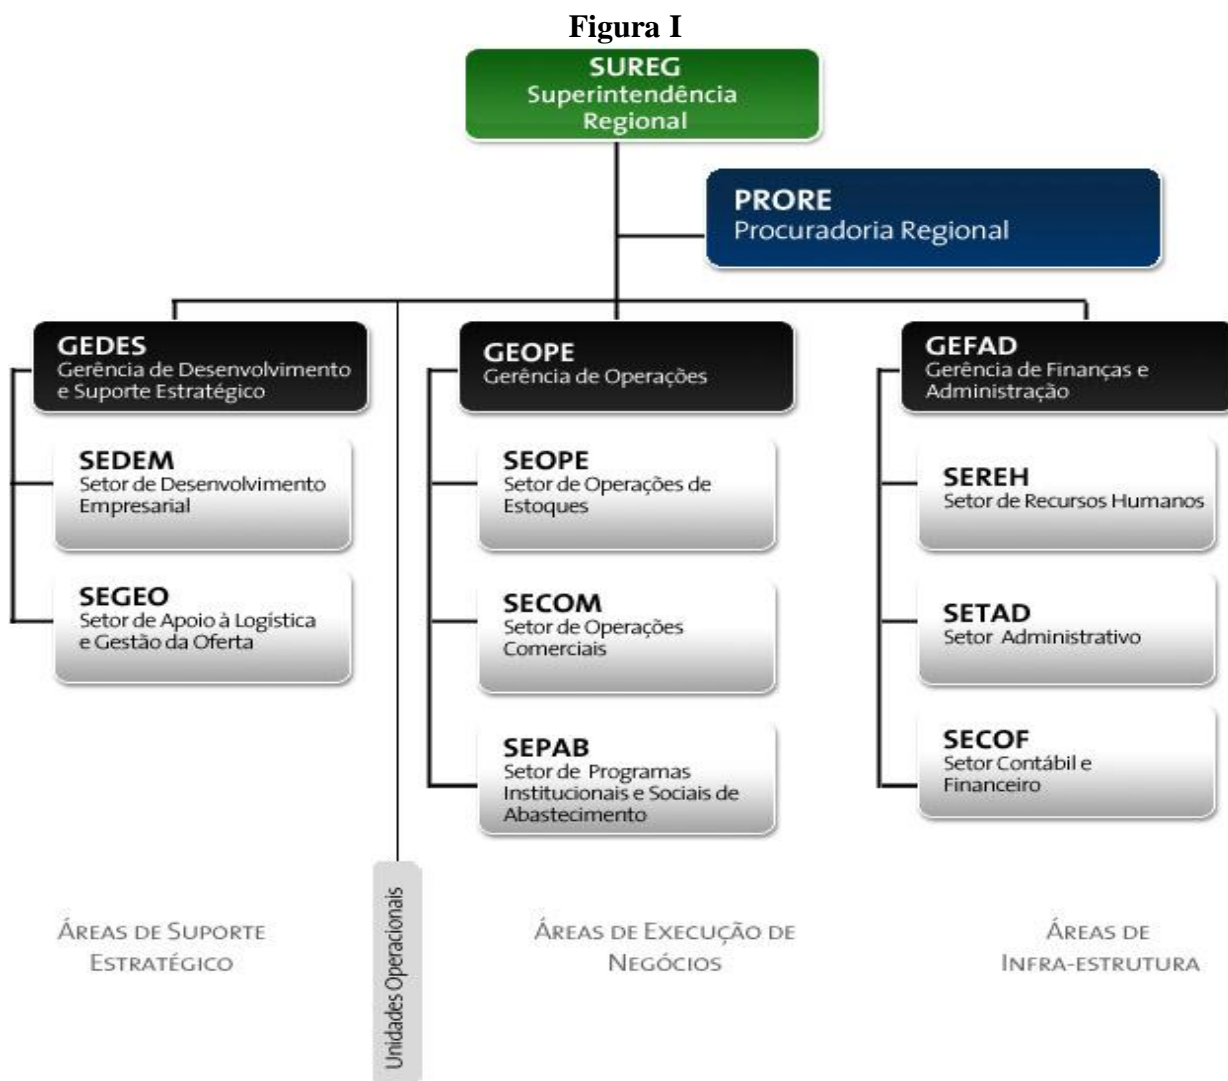 Figura I
SUREG
Superintendência
Regional
PRORE
Procuradoria Regional
GEDES
Gerência de Desenvolvimento
e Suporte Estratégico
SEDEM
Setor de Desenvolvimento
Empresarial
SEGEO
Setor de Apoio à Logística
e Gestão da Oferta
GEOPE
Gerência de Operações
SEOPE
Setor de Operações de
Estoques
SECOM
Setor de Operações
Comerciais
SEPAB
Setor de Programas
Institucionais e Sociais de
Abastecimento
GEFAD
Gerência de Finanças e
Administração
SEREH
Setor de Recursos Humanos
SETAD
Setor Administrativo
SECOF
Setor Contábil e
Financeiro
Áreas de Suporte
Estratégico
Unidades Operacionais
Áreas de Execução de
Negócios
Áreas de
Infra-estrutura